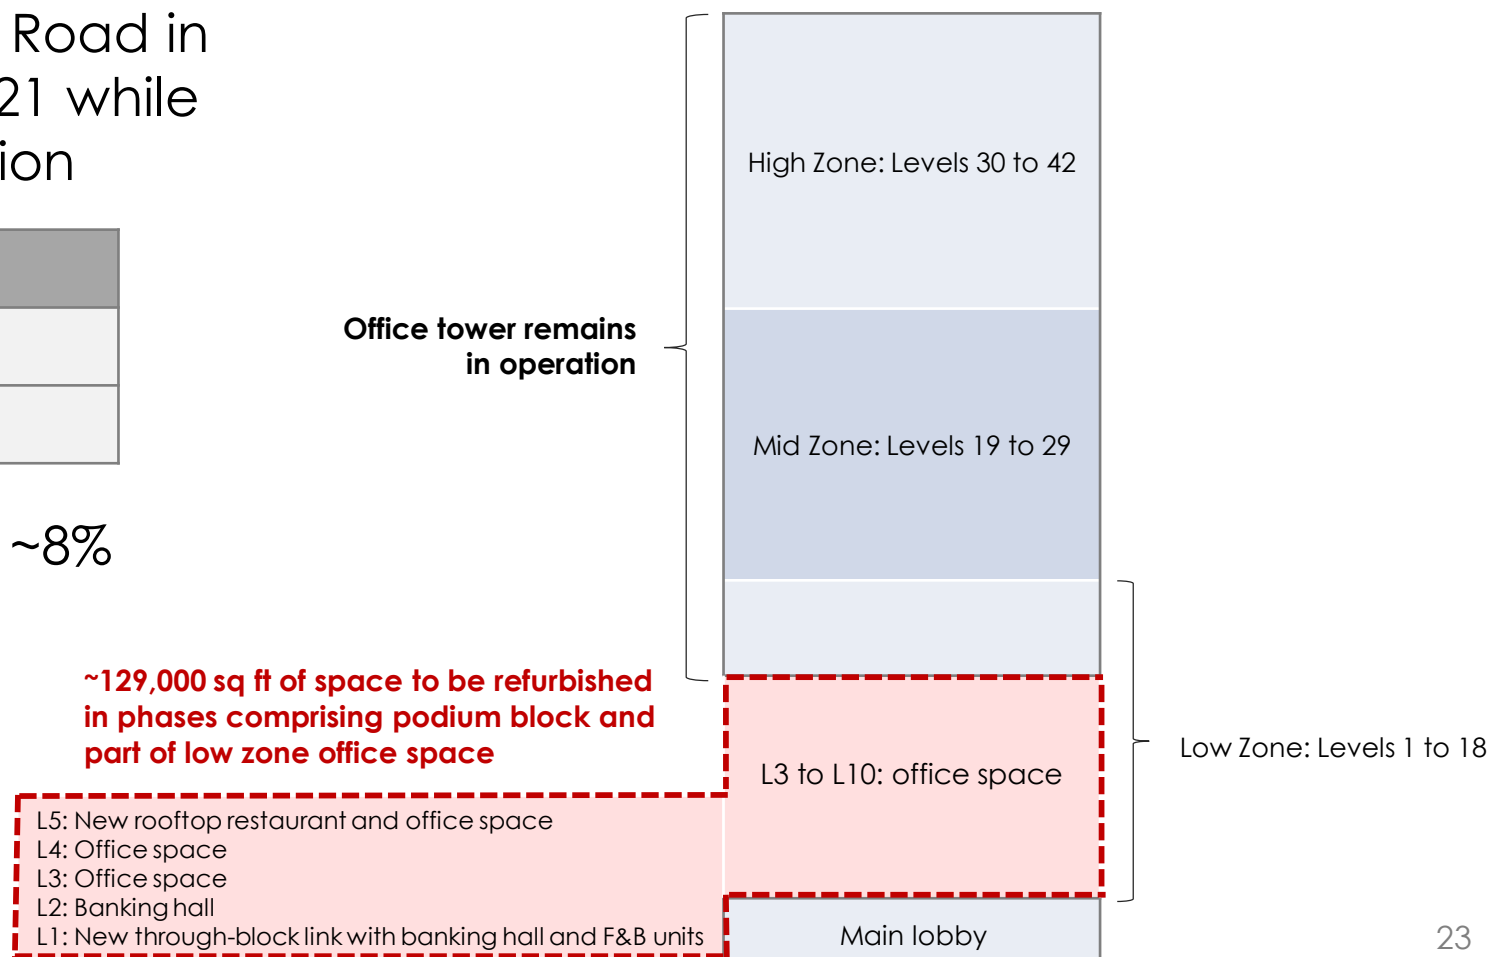 Road in
21 while
ion
~8%
High Zone: Levels 30 to 42
Office tower remains
in operation
Mid Zone: Levels 19 to 29
~129,000 sq ft of space to be refurbished
in phases comprising podium block and
part of low zone office space
L3 to L10: office space
Low Zone: Levels 1 to 18
L5: New rooftop restaurant and office space
L4: Office space
L3: Office space
L2: Banking hall
L1: New through-block link with banking hall and F&B units
Main lobby
23